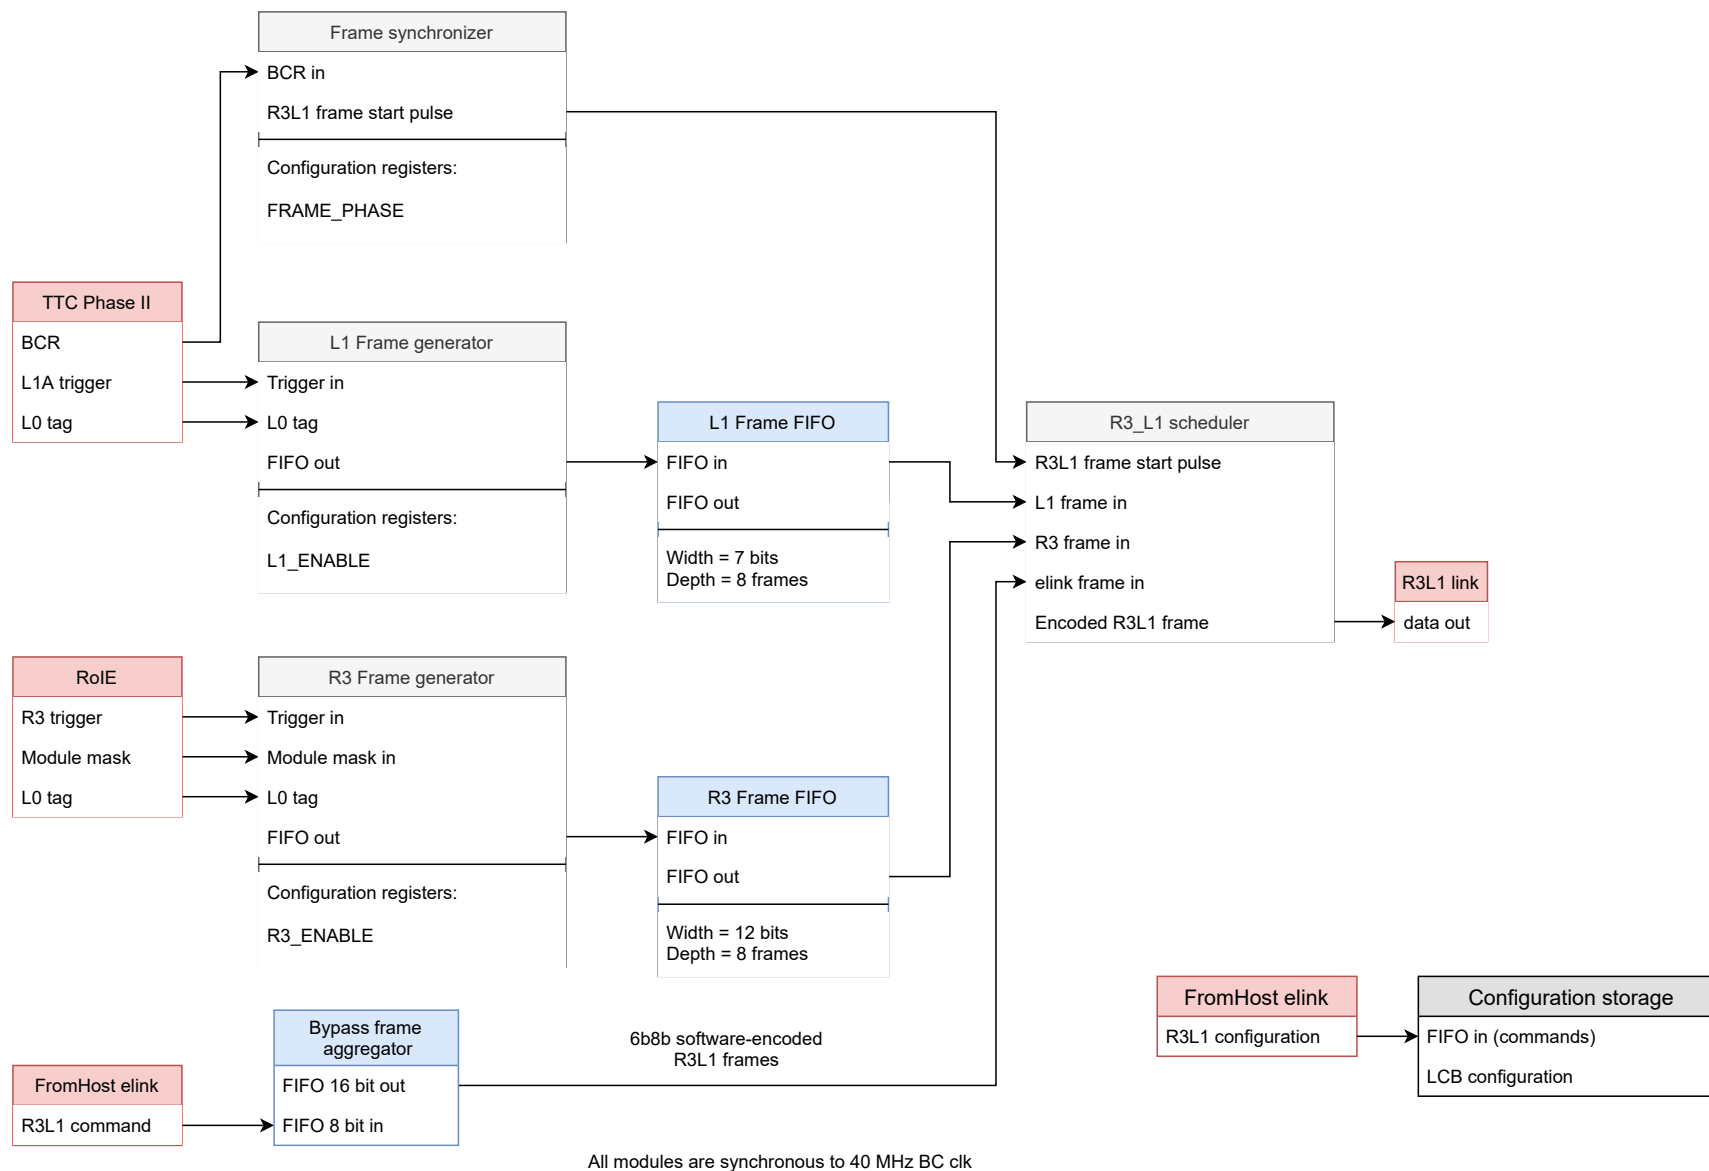 Frame synchronizer
BCR in
R3L1 frame start pulse
Configuration registers:
FRAME_PHASE
TTC Phase II
BCR
L1A trigger
L0 tag
L1 Frame generator
Trigger in
L0 tag
FIFO out
Configuration registers:
L1_ENABLE
L1 Frame FIFO
FIFO in
FIFO out
Width = 7 bits
Depth = 8 frames
R3_L1 scheduler
R3L1 frame start pulse
L1 frame in
R3 frame in
elink frame in
Encoded R3L1 frame
R3L1 link
data out
RoIE
R3 trigger
Module mask
L0 tag
R3 Frame generator
Trigger in
Module mask in
L0 tag
FIFO out
Configuration registers:
R3_ENABLE
R3 Frame FIFO
FIFO in
FIFO out
Width = 12 bits
Depth = 8 frames
FromHost elink
R3L1 command
Bypass frame
aggregator
FIFO 16 bit out
FIFO 8 bit in
6b8b software-encoded
R3L1 frames
FromHost elink
R3L1 configuration
Configuration storage
FIFO in (commands)
LCB configuration
All modules are synchronous to 40 MHz BC clk